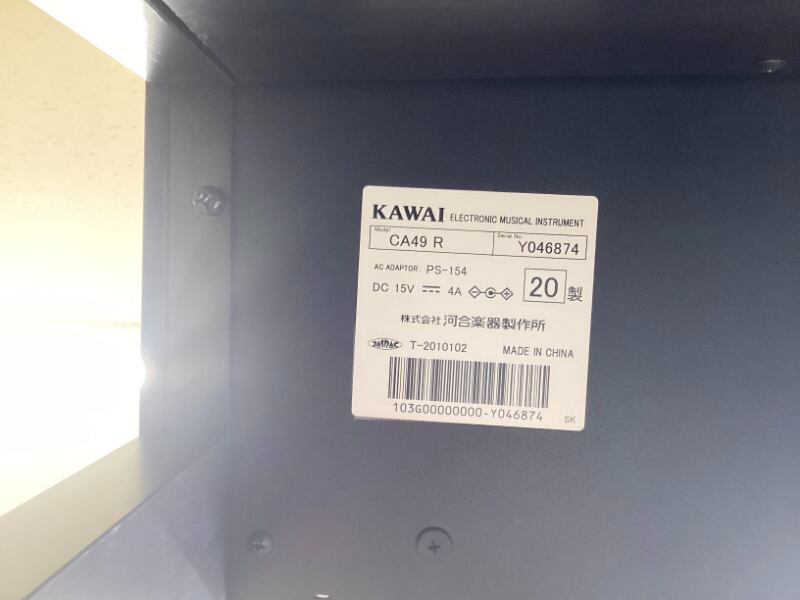 KAWAI ELECTRONIC MUSICAL INSTRUMENT
Model CA49 R Serial No. Y046874
AC ADAPTOR: PS-154
DC 15V 4A 20 製
株式会社 河合楽器製作所
T-2010102 MADE IN CHINA
103G00000000-Y046874
SK